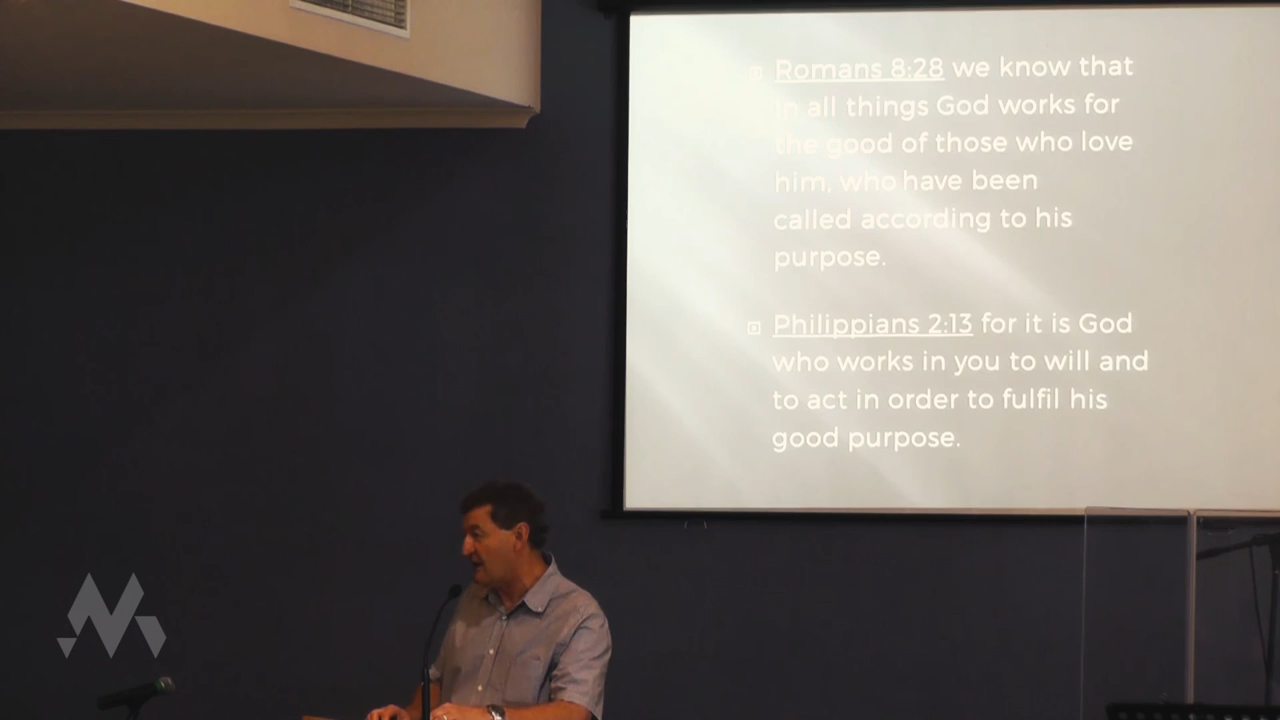 Romans 8:28 we know that
in all things God works for
the good of those who love
him, who have been
called according to his
purpose.
Philippians 2:13 for it is God
who works in you to will and
to act in order to fulfil his
good purpose.